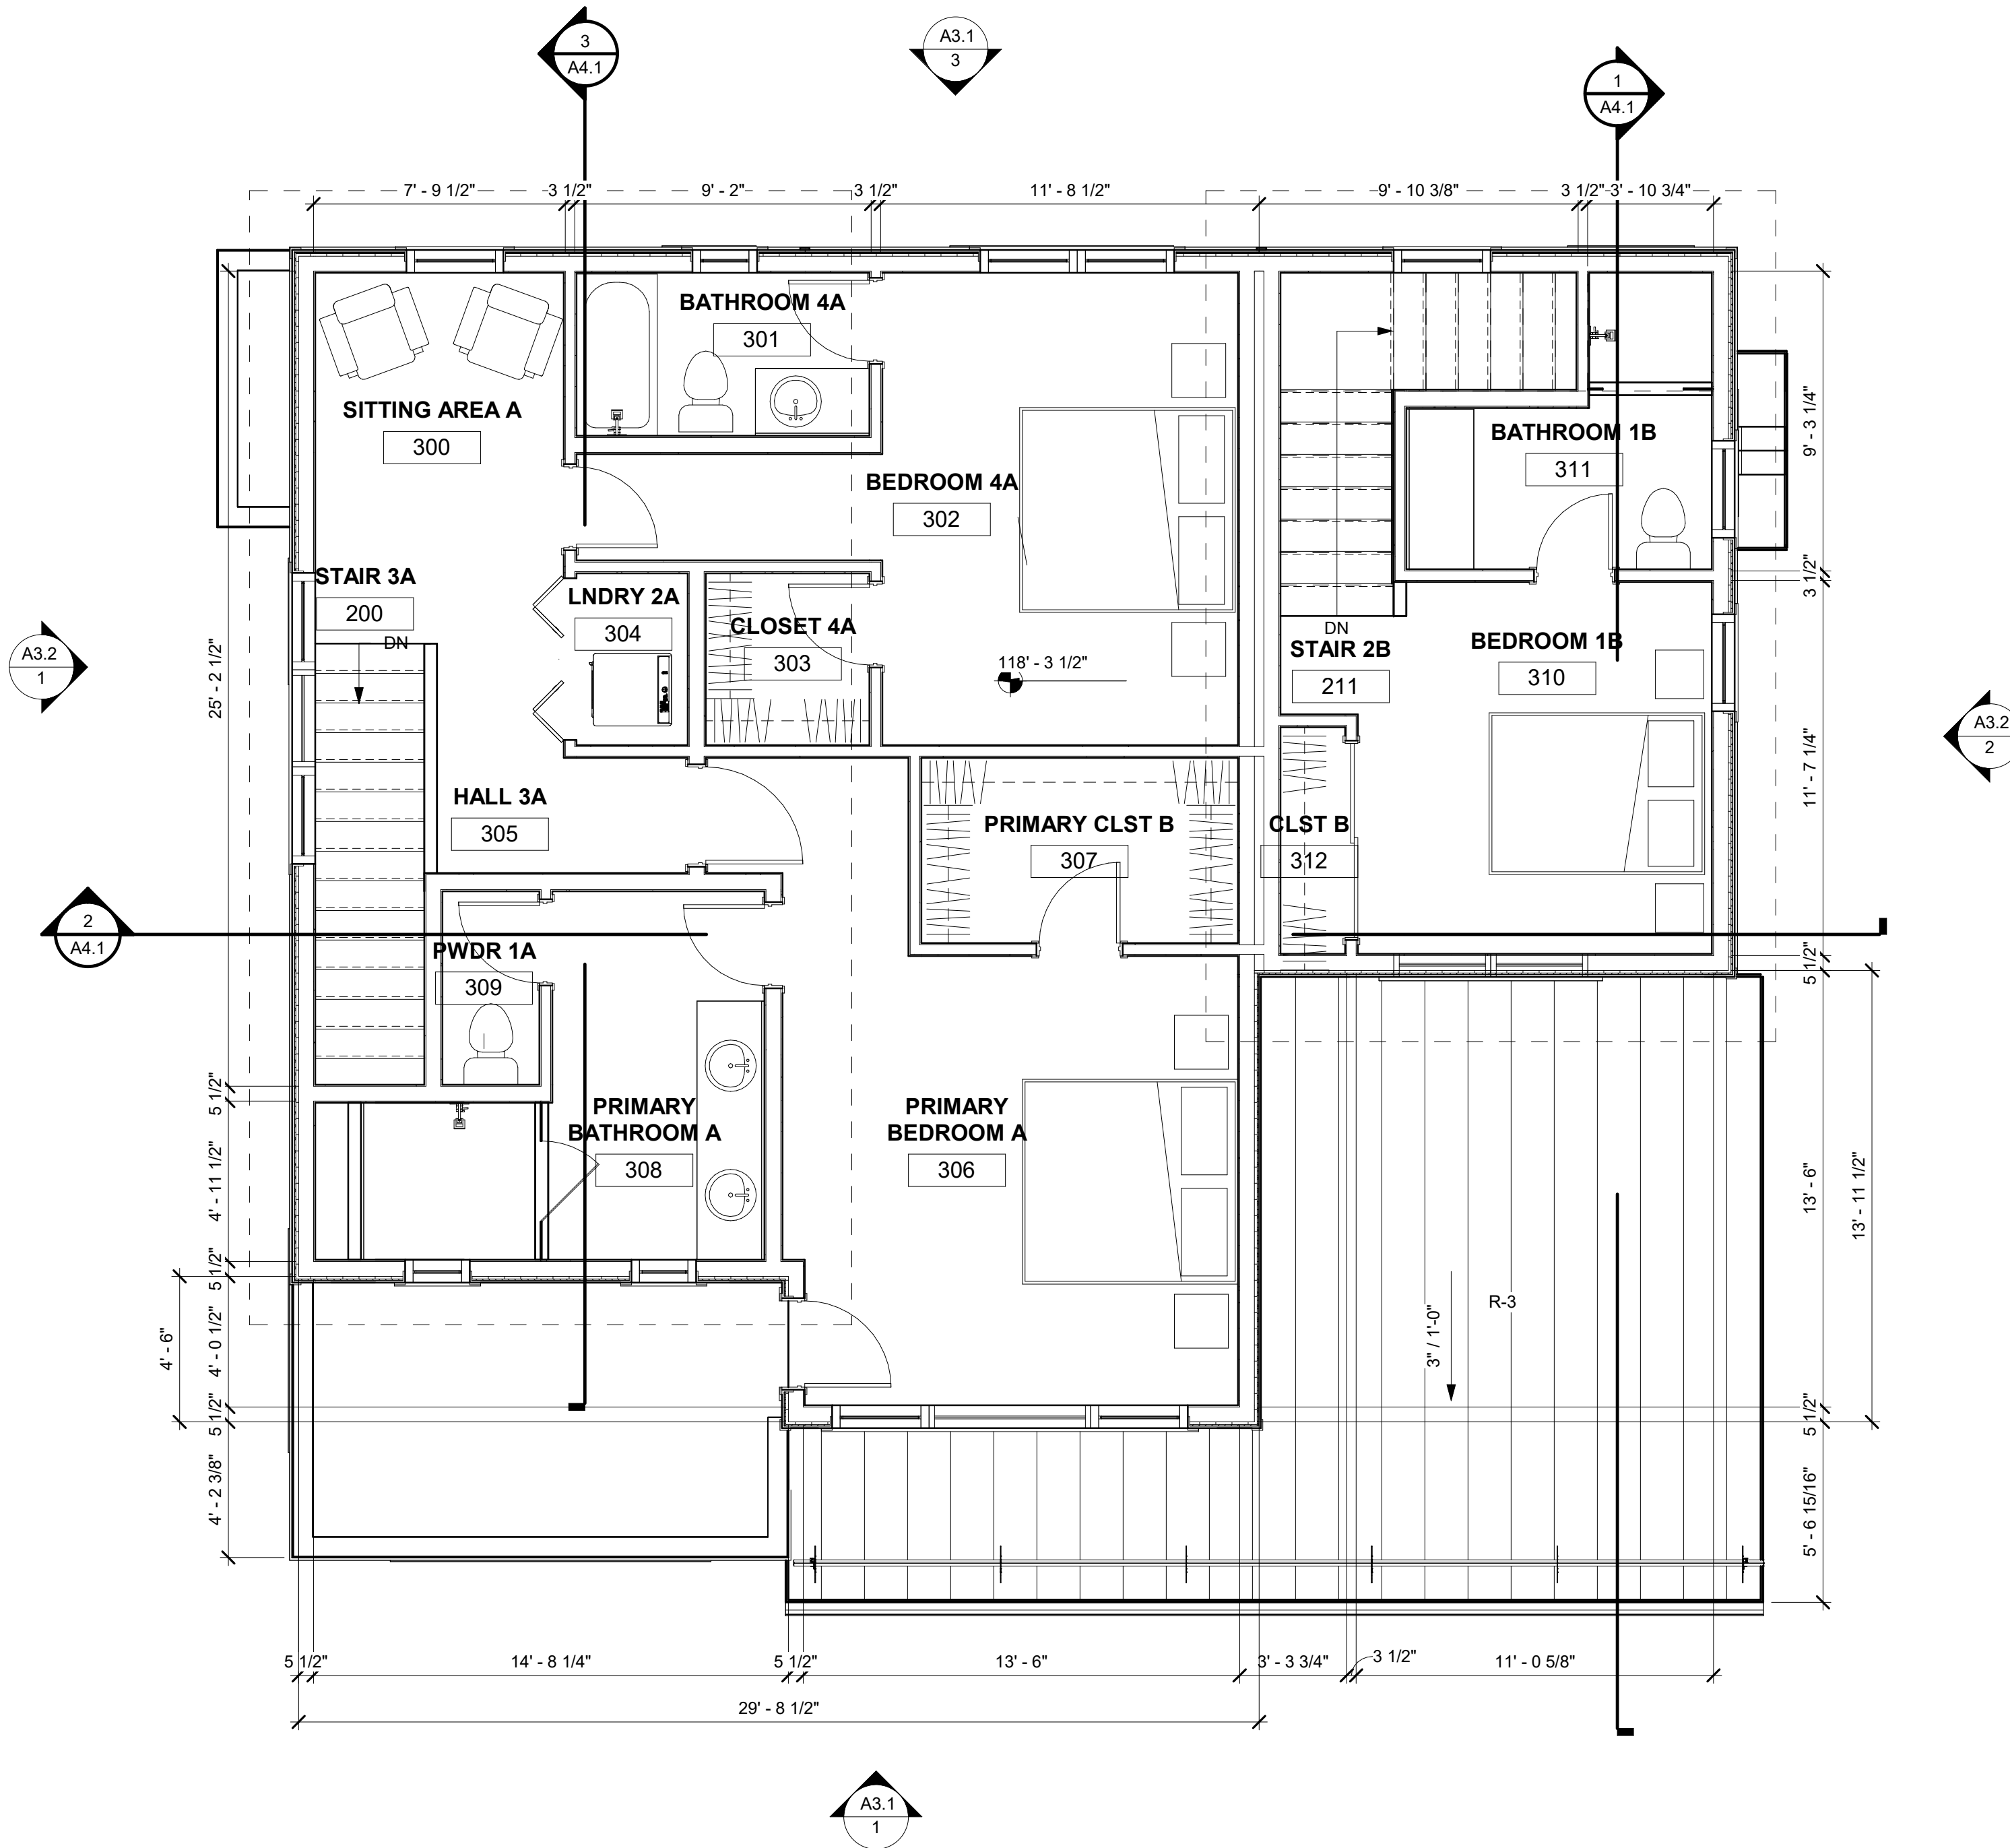 3
A4.1
A3.1
3
1
A4.1
7' - 9 1/2"
3 1/2"
9' - 2"
3 1/2"
11' - 8 1/2"
9' - 10 3/8"
3 1/2"
3' - 10 3/4"
BATHROOM 4A
301
SITTING AREA A
300
BATHROOM 1B
311
9' - 3 1/4"
BEDROOM 4A
302
STAIR 3A
200
DN
LNDRY 2A
304
CLOSET 4A
303
118' - 3 1/2"
DN
STAIR 2B
211
BEDROOM 1B
310
3 1/2"
A3.2
1
25' - 2 1/2"
A3.2
2
11' - 7 1/4"
HALL 3A
305
PRIMARY CLST B
307
CLST B
312
2
A4.1
PWDR 1A
309
5 1/2"
5 1/2"
PRIMARY
BATHROOM A
308
PRIMARY
BEDROOM A
306
4' - 11 1/2"
13' - 6"
13' - 11 1/2"
5 1/2"
R-3
3" / 1'-0"
4' - 6"
4' - 0 1/2"
5 1/2"
5 1/2"
4' - 2 3/8"
5' - 6 15/16"
5 1/2"
14' - 8 1/4"
5 1/2"
13' - 6"
3' - 3 3/4"
3 1/2"
11' - 0 5/8"
29' - 8 1/2"
A3.1
1